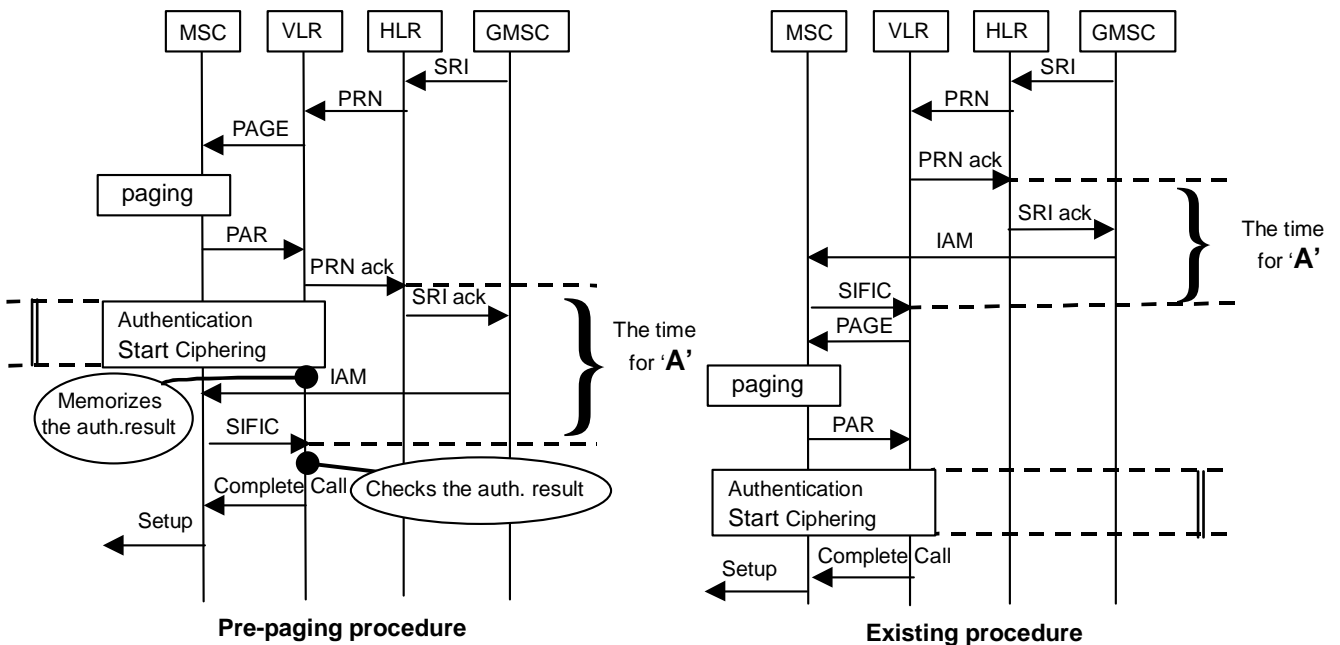 MSC VLR HLR GMSC
SRI
PRN
PAGE
paging
PAR
PRN ack
SRI ack
Authentication
Start Ciphering
The time
for ‘A’
IAM
Memorizes
the auth.result
SIFIC
Complete Call
Checks the auth. result
Setup
Pre-paging procedure
MSC VLR HLR GMSC
SRI
PRN
PRN ack
SRI ack
IAM
The time
for ‘A’
SIFIC
PAGE
paging
PAR
Authentication
Start Ciphering
Complete Call
Setup
Existing procedure